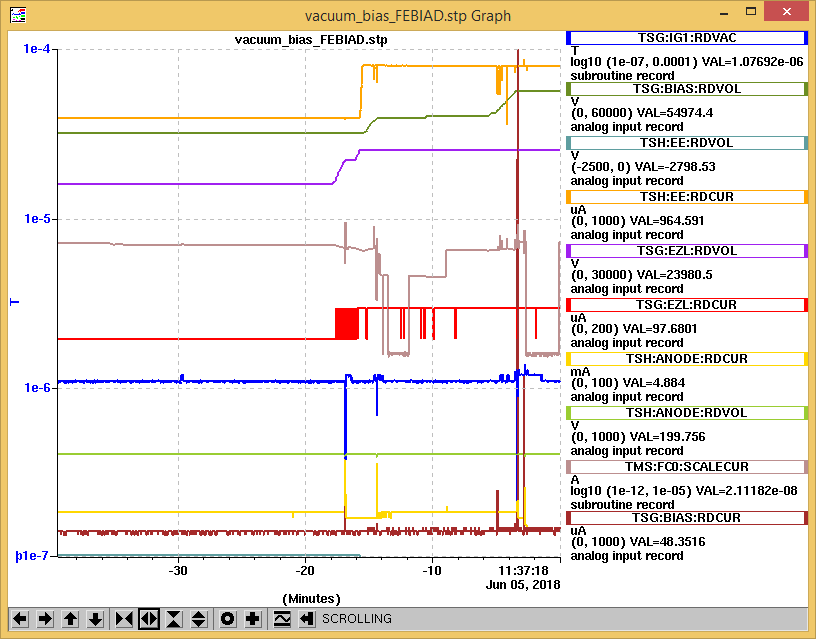 vacuum_bias_FEBIAD.stp Graph
vacuum_bias_FEBIAD.stp
1e-4
1e-5
T
1e-6
1e-7
-30
-20
-10
11:37:18
Jun 05, 2018
(Minutes)
TSG:IG1:RDVAC
T
log10 (1e-07, 0.0001) VAL=1.07692e-06
subroutine record
TSG:BIAS:RDVOL
V
(0, 60000) VAL=54974.4
analog input record
TSH:EE:RDVOL
V
(-2500, 0) VAL=-2798.53
analog input record
TSH:EE:RDCUR
uA
(0, 1000) VAL=964.591
analog input record
TSG:EZL:RDVOL
V
(0, 30000) VAL=23980.5
analog input record
TSG:EZL:RDCUR
uA
(0, 200) VAL=97.6801
analog input record
TSH:ANODE:RDCUR
mA
(0, 100) VAL=4.884
analog input record
TSH:ANODE:RDVOL
V
(0, 1000) VAL=199.756
analog input record
TMS:FC0:SCALECUR
A
log10 (1e-12, 1e-05) VAL=2.11182e-08
subroutine record
TSG:BIAS:RDCUR
uA
(0, 1000) VAL=48.3516
analog input record
SCROLLING